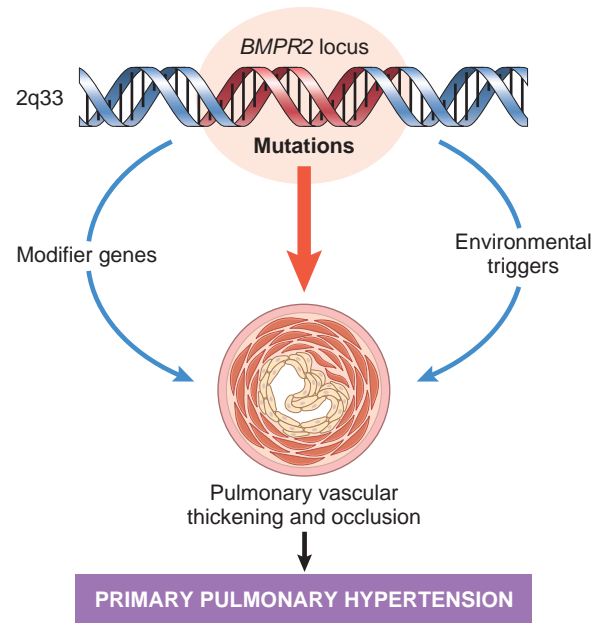 BMPR2 locus
2q33
Mutations
Modifier genes
Environmental
triggers
Pulmonary vascular
thickening and occlusion
PRIMARY PULMONARY HYPERTENSION